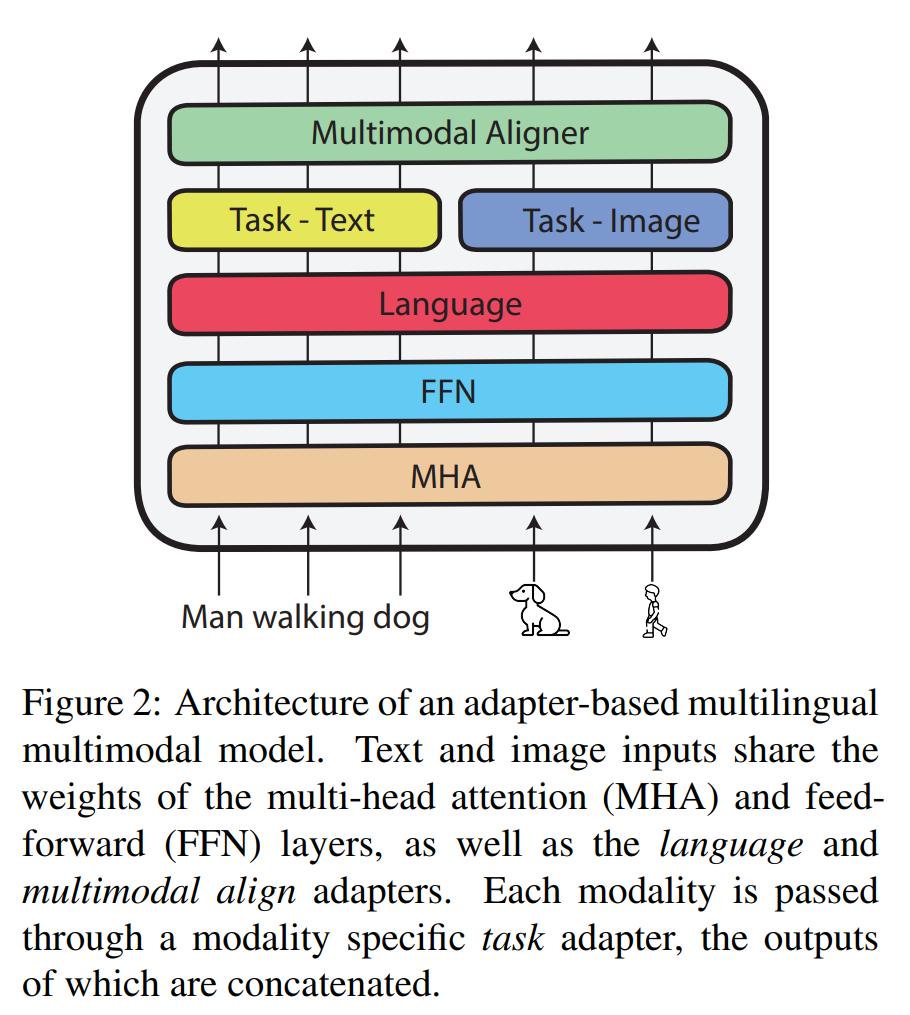 Multimodal Aligner
Task - Text
Task - Image
Language
FFN
MHA
Man walking dog
Figure 2: Architecture of an adapter-based multilingual
multimodal model. Text and image inputs share the
weights of the multi-head attention (MHA) and feed-
forward (FFN) layers, as well as the language and
multimodal align adapters. Each modality is passed
through a modality specific task adapter, the outputs
of which are concatenated.